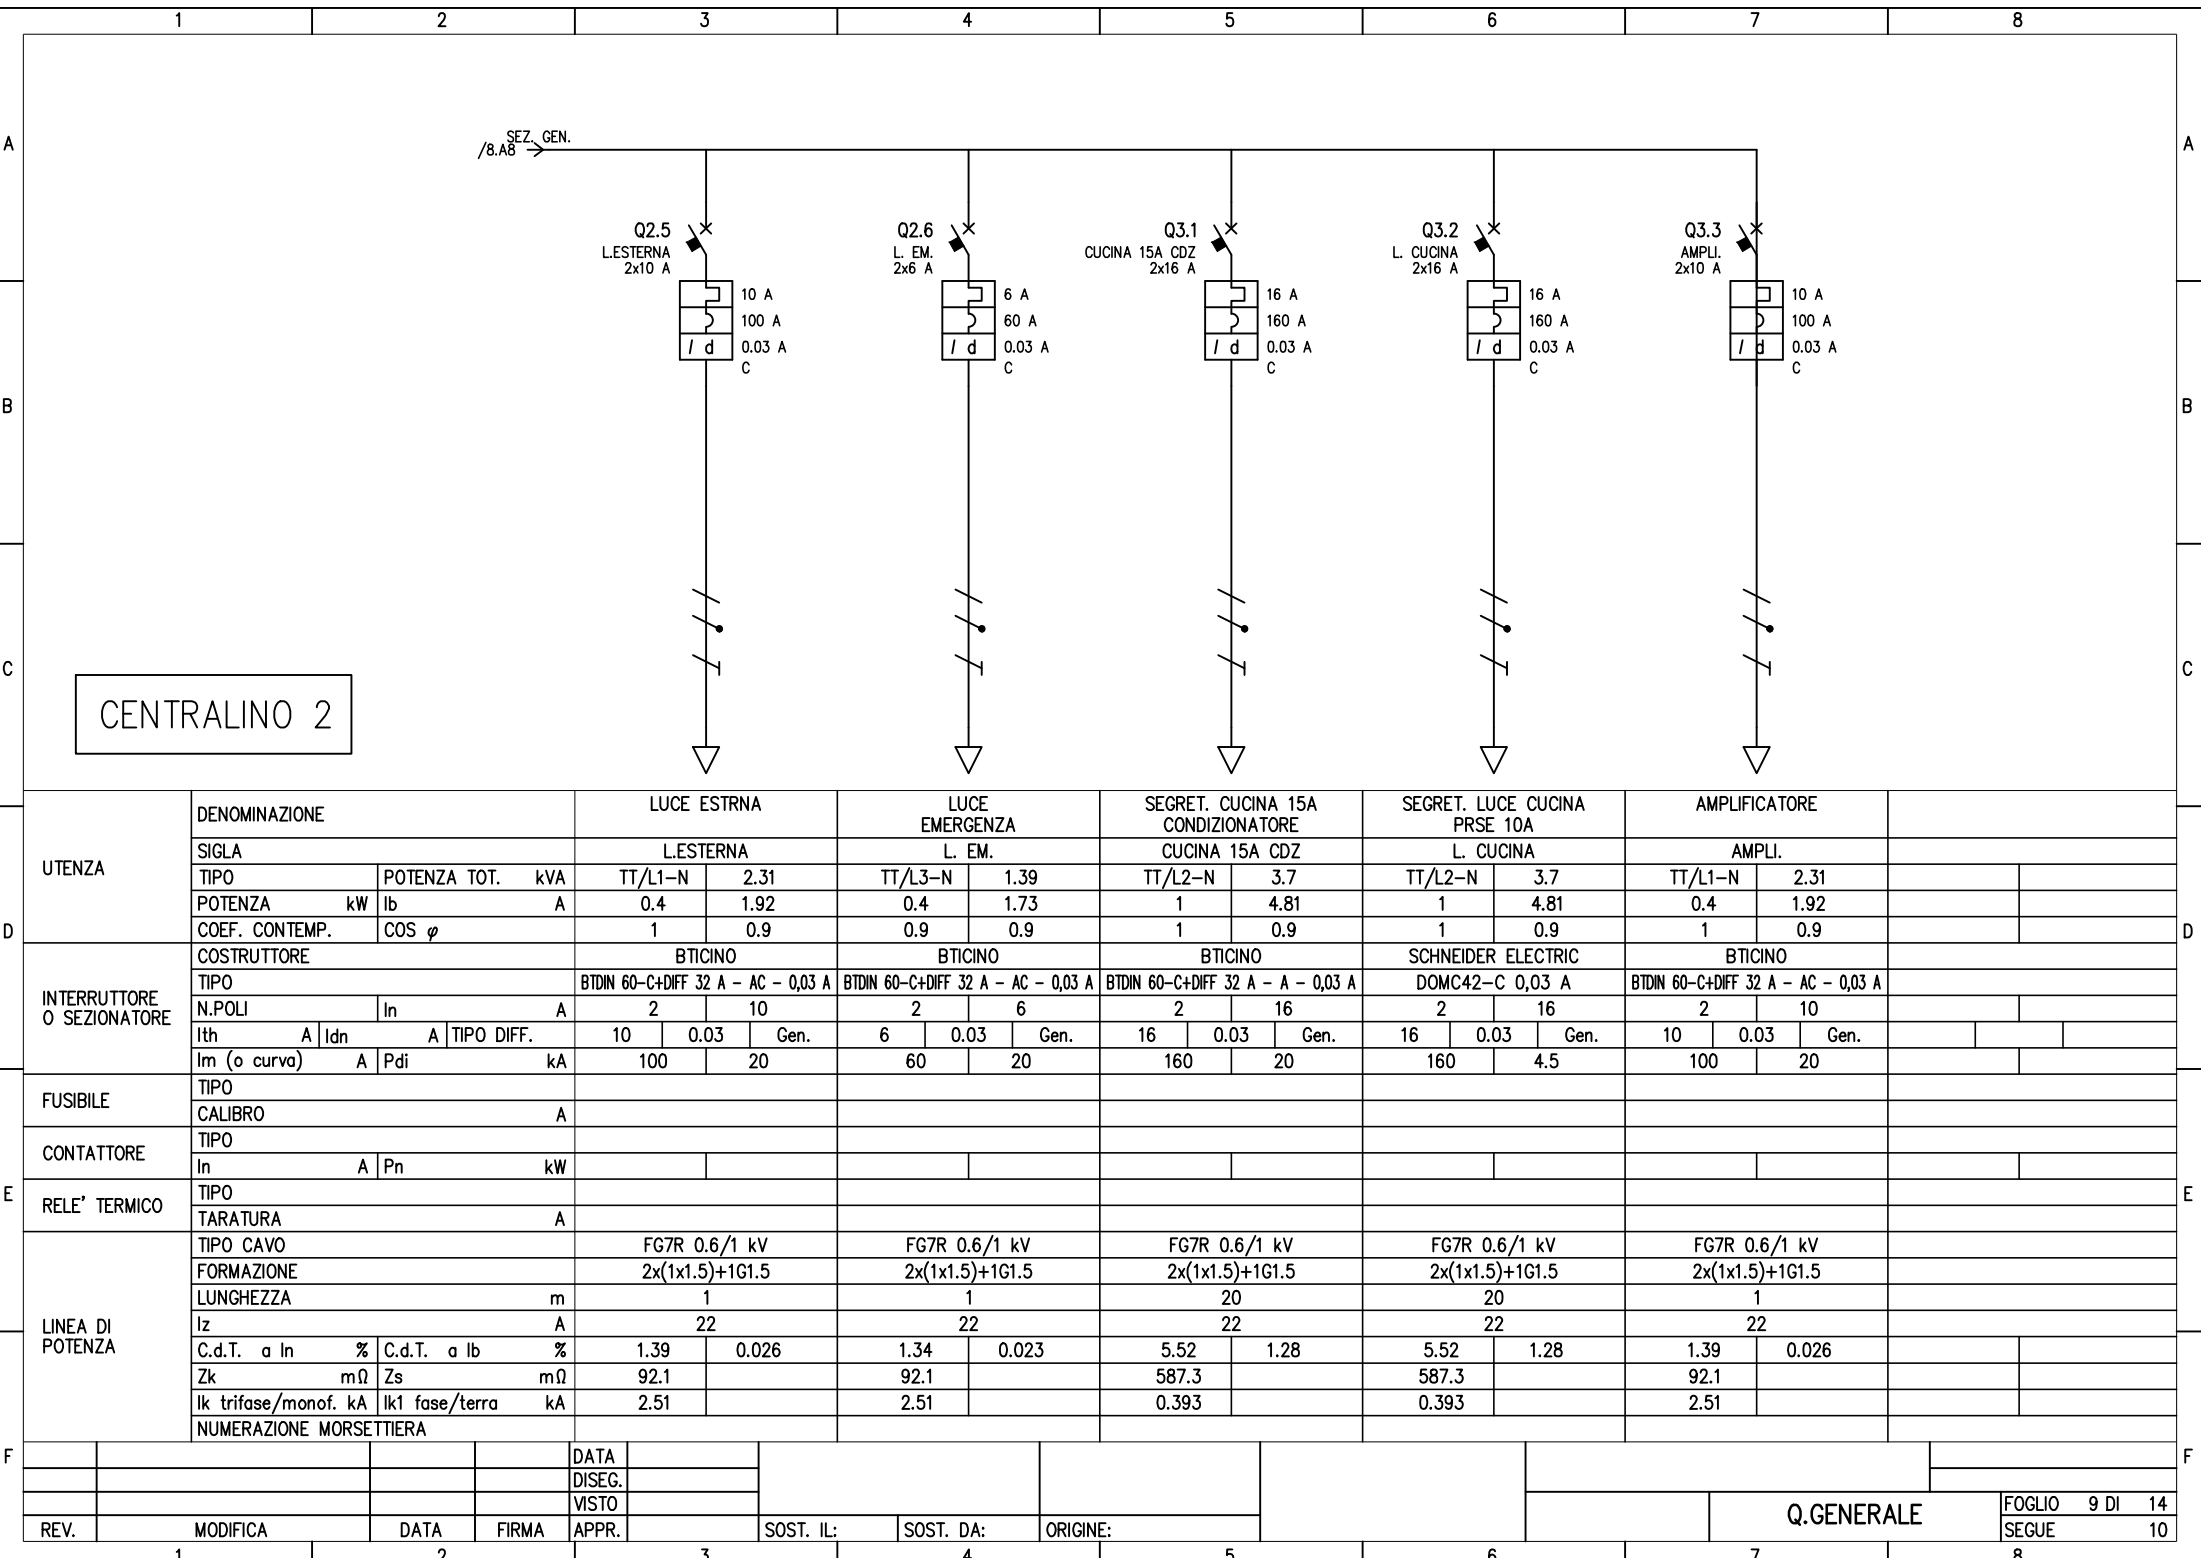 1 2 3 4 5 6 7 8
A A
SEZ. GEN.
/8.A8
Q2.5 Q2.6 Q3.1 Q3.2 Q3.3
L.ESTERNA L. EM. CUCINA 15A CDZ L. CUCINA AMPLI.
2x10 A 2x6 A 2x16 A 2x16 A 2x10 A
10 A 6 A 16 A 16 A 10 A
100 A 60 A 160 A 160 A 100 A
I d 0.03 A I d 0.03 A I d 0.03 A I d 0.03 A I d 0.03 A
C C C C C
B B
C C
CENTRALINO 2
UTENZA
DENOMINAZIONE LUCE ESTRNA LUCE EMERGENZA SEGRET. CUCINA 15A CONDIZIONATORE SEGRET. LUCE CUCINA PRSE 10A AMPLIFICATORE
SIGLA L.ESTERNA L. EM. CUCINA 15A CDZ L. CUCINA AMPLI.
TIPO POTENZA TOT. kVA TT/L1-N 2.31 TT/L3-N 1.39 TT/L2-N 3.7 TT/L2-N 3.7 TT/L1-N 2.31
POTENZA kW Ib A 0.4 1.92 0.4 1.73 1 4.81 1 4.81 0.4 1.92
D COEF. CONTEMP. COS φ 1 0.9 0.9 0.9 1 0.9 1 0.9 1 0.9 D
INTERRUTTORE O SEZIONATORE
COSTRUTTORE BTICINO BTICINO BTICINO SCHNEIDER ELECTRIC BTICINO
TIPO BTDIN 60-C+DIFF 32 A - AC - 0,03 A BTDIN 60-C+DIFF 32 A - AC - 0,03 A BTDIN 60-C+DIFF 32 A - A - 0,03 A DOMC42-C 0,03 A BTDIN 60-C+DIFF 32 A - AC - 0,03 A
N.POLI In A 2 10 2 6 2 16 2 16 2 10
Ith A Idn A TIPO DIFF. 10 0.03 Gen. 6 0.03 Gen. 16 0.03 Gen. 16 0.03 Gen. 10 0.03 Gen.
Im (o curva) A Pdi kA 100 20 60 20 160 20 160 4.5 100 20
FUSIBILE
TIPO
CALIBRO A
CONTATTORE
TIPO
In A Pn kW
E RELE' TERMICO E
TIPO
TARATURA A
LINEA DI POTENZA
TIPO CAVO FG7R 0.6/1 kV FG7R 0.6/1 kV FG7R 0.6/1 kV FG7R 0.6/1 kV FG7R 0.6/1 kV
FORMAZIONE 2x(1x1.5)+1G1.5 2x(1x1.5)+1G1.5 2x(1x1.5)+1G1.5 2x(1x1.5)+1G1.5 2x(1x1.5)+1G1.5
LUNGHEZZA m 1 1 20 20 1
Iz A 22 22 22 22 22
C.d.T. a In % C.d.T. a Ib % 1.39 0.026 1.34 0.023 5.52 1.28 5.52 1.28 1.39 0.026
Zk mΩ Zs mΩ 92.1 92.1 587.3 587.3 92.1
Ik trifase/monof. kA Ik1 fase/terra kA 2.51 2.51 0.393 0.393 2.51
NUMERAZIONE MORSETTIERA
F DATA F
DISEG.
VISTO
REV. MODIFICA DATA FIRMA APPR. SOST. IL: SOST. DA: ORIGINE:
Q.GENERALE
FOGLIO 9 DI 14
SEGUE 10
1 2 3 4 5 6 7 8